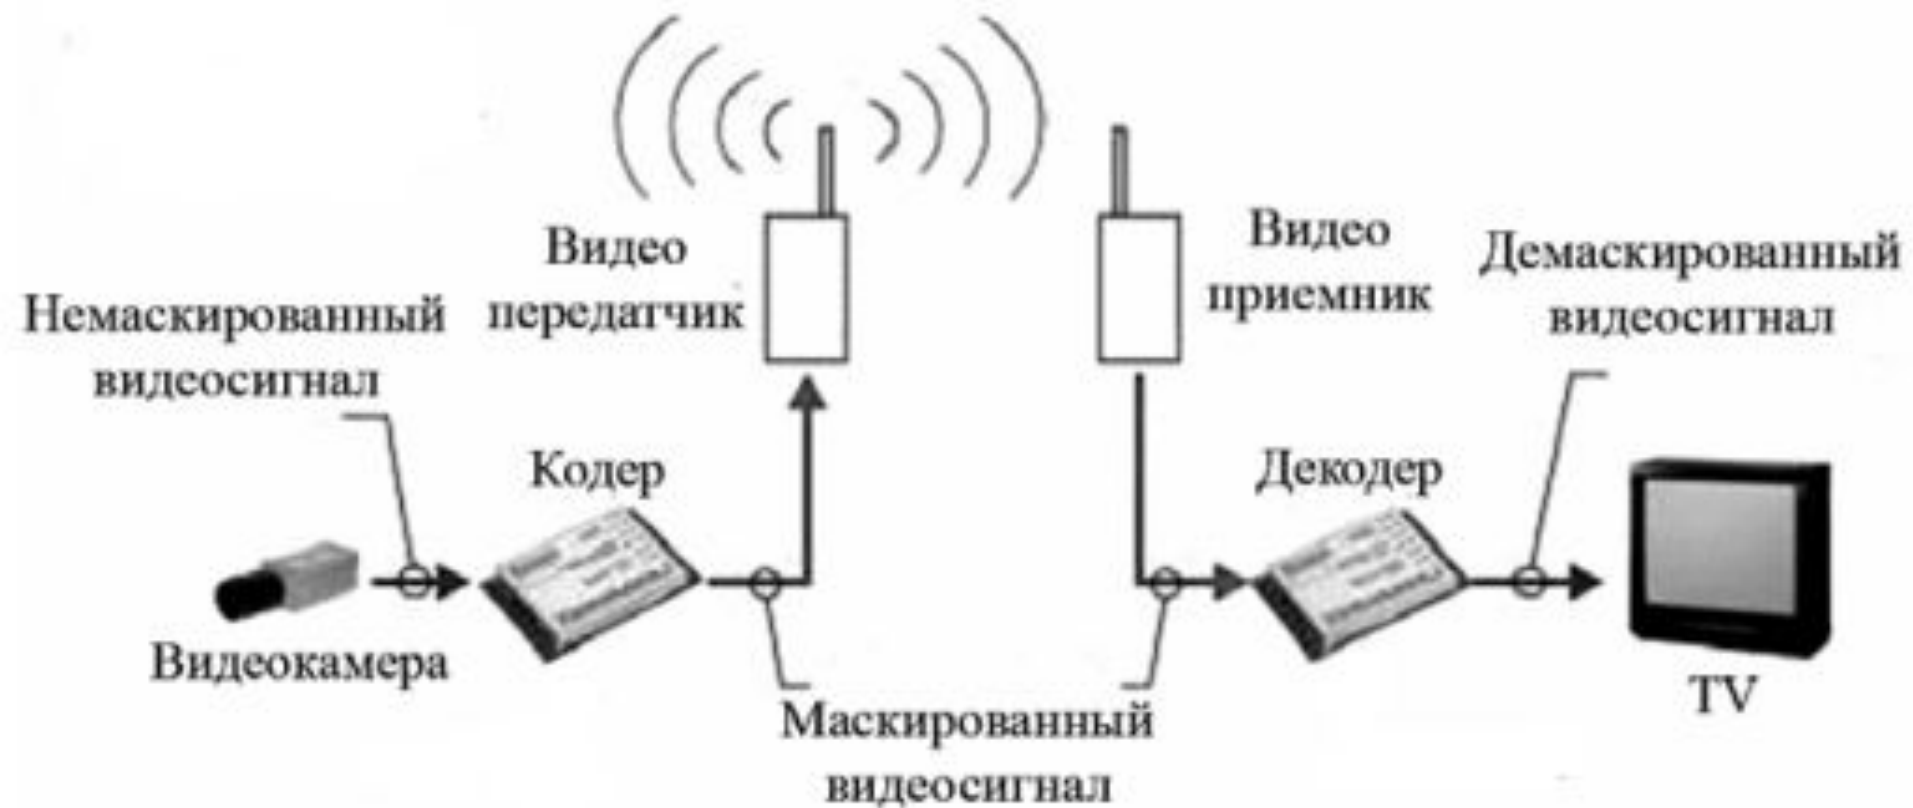 Видео
передатчик
Видео
приемник
Демаскированный
видеосигнал
Немаскированный
видеосигнал
Кодер
Декодер
Видеокамера
TV
Маскированный
видеосигнал